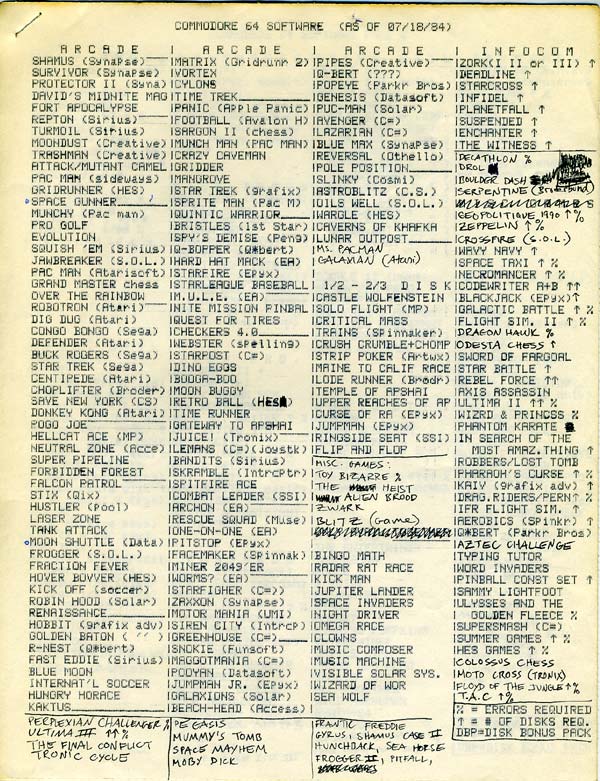 COMMODORE 64 SOFTWARE (AS OF 07/18/84)
A R C A D E
SHAMUS (SynaPse)
SURVIVOR (SynaPse)
PROTECTOR II (Syna)
DAVID'S MIDNITE MAG
FORT APOCALYPSE
REPTON (Sirius)
TURMOIL (Sirius)
MOONDUST (Creative)
TRASHMAN (Creative)
ATTACK/MUTANT CAMEL
PAC MAN (sideways)
GRIDRUNNER (HES)
SPACE GUNNER
MUNCHY (Pac man)
PRO GOLF
EVOLUTION
SQUISH 'EM (Sirius)
JAWBREAKER (S.O.L.)
PAC MAN (Atarisoft)
GRAND MASTER chess
OVER THE RAINBOW
ROBOTRON (Atari)
DIG DUG (Atari)
CONGO BONGO (Sega)
DEFENDER (Atari)
BUCK ROGERS (Sega)
STAR TREK (Sega)
CENTIPEDE (Atari)
CHOPLIFTER (Broder)
SAVE NEW YORK (CS)
DONKEY KONG (Atari)
POGO JOE
HELLCAT ACE (MP)
NEUTRAL ZONE (Acce)
SUPER PIPELINE
FORBIDDEN FOREST
FALCON PATROL
STIX (Qix)
HUSTLER (Pool)
LASER ZONE
TANK ATTACK
MOON SHUTTLE (Data)
FROGGER (S.O.L.)
FRACTION FEVER
HOVER BOVVER (HES)
KICK OFF (soccer)
ROBIN HOOD (Solar)
RENAISSANCE
HOBBIT (9rafix adv)
GOLDEN BATON ( '' )
R-NEST (Q*bert)
FAST EDDIE (Sirius)
BLUE MOON
INTERNAT'L SOCCER
HUNGRY HORACE
KAKTUS
PERPLEXIAN CHALLENGER %
ULTIMA III ↑↑ %
THE FINAL CONFLICT
TRONIC CYCLE
A R C A D E
MATRIX (Gridrunr 2)
VORTEX
CYLONS
TIME TREK
PANIC (Apple Panic)
FOOTBALL (Avalon H)
SARGON II (chess)
MUNCH MAN (PAC MAN)
CRAZY CAVEMAN
GRIDDER
MANGROVE
STAR TREK (9rafix)
SPRITE MAN (Pac M)
QUINTIC WARRIOR
BRISTLES (1st Star)
SPY'S DEMISE (Pen9)
Q-BOPPER (Q*bert)
HARD HAT MACK (EA)
STARFIRE (EPyx)
STARLEAGUE BASEBALL
M.U.L.E. (EA)
NITE MISSION PINBAL
QUEST FOR TIRES
CHECKERS 4.0
WEBSTER (sPellin9)
STARPOST (C=)
DINO EGGS
BOOGA-BOO
MOON BUGGY
RETRO BALL (HES)
TIME RUNNER
GATEWAY TO APSHAI
JUICE! (Tronix)
LEMANS (C=)(Joystk)
BANDITS (Sirius)
SKRAMBLE (IntrcPtr)
SPITFIRE ACE
COMBAT LEADER (SSI)
ARCHON (EA)
RESCUE SQUAD (Muse)
ONE-ON-ONE (EA)
PITSTOP (EPyx)
FACEMAKER (SPinnak)
MINER 2049'ER
WORMS? (EA)
STARFIGHER (C=)
ZAXXON (SynaPse)
MOTOR MANIA (UMI)
SIREN CITY (IntrcP)
GREENHOUSE (C=)
SNOKIE (Funsoft)
MAGGOTMANIA (C=)
POOYAN (Datasoft)
JUMPMAN JR. (EPyx)
GALAXIONS (Solar)
BEACH-HEAD (Access)
PEGASIS
MUMMY'S TOMB
SPACE MAYHEM
MOBY DICK
A R C A D E
PIPES (Creative)
Q-BERT (???)
POPEYE (Parkr Bros)
GENESIS (Datasoft)
PUC-MAN (Solar)
AVENGER (C=)
LAZARIAN (C=)
BLUE MAX (SynaPse)
REVERSAL (Othello)
POLE POSITION
SLINKY (Cosmi)
ASTROBLITZ (C.S.)
OILS WELL (S.O.L.)
WARGLE (HES)
CAVERNS OF KHAFKA
LUNAR OUTPOST
MS. PACMAN
GALAXIAN (Atari)
1/2 - 2/3 D I S K
CASTLE WOLFENSTEIN
SOLO FLIGHT (MP)
CRITICAL MASS
TRAINS (SPinnaker)
CRUSH CRUMBLE+CHOMP
STRIP POKER (Artwx)
MAINE TO CALIF RACE
LODE RUNNER (Brodr)
TEMPLE OF APSHAI
UPPER REACHES OF AP
CURSE OF RA (EPyx)
JUMPMAN (EPyx)
RINGSIDE SEAT (SSI)
FLIP AND FLOP
MISC. GAMES:
TOY BIZARRE %
THE HEIST
ALIEN BROOD
ZWARK
BLITZ (Game)
BINGO MATH
RADAR RAT RACE
KICK MAN
JUPITER LANDER
SPACE INVADERS
NIGHT DRIVER
OMEGA RACE
CLOWNS
MUSIC COMPOSER
MUSIC MACHINE
VISIBLE SOLAR SYS.
WIZARD OF WOR
SEA WOLF
FRANTIC FREDDIE
GYRUS, SHAMUS CASE II
HUNCHBACK, SEA HORSE
FROGGER II, PITFALL,
I N F O C O M
ZORK(I II or III) ↑
DEADLINE ↑
STARCROSS ↑
INFIDEL ↑
PLANETFALL ↑
SUSPENDED ↑
ENCHANTER ↑
THE WITNESS ↑
DECATHLON %
DROL
BOULDER DASH
SERPENTINE (Broderbund)
GEOPOLITIQUE 1990 ↑ %
ZEPPELIN ↑ %
CROSSFIRE (S.O.L.)
WAVY NAVY ↑
SPACE TAXI ↑ %
NECROMANCER ↑ %
CODEWRITER A+B ↑↑
BLACKJACK (EPyx)↑
GALACTIC BATTLE ↑ %
FLIGHT SIM. II ↑ %
DRAGON HAWK %
ODESTA CHESS ↑
SWORD OF FARGOAL
STAR BATTLE ↑
REBEL FORCE ↑↑
AXIS ASSASSIN
ULTIMA II ↑↑ %
WIZRD & PRINCSS %
PHANTOM KARATE
IN SEARCH OF THE
MOST AMAZ.THING ↑
ROBBERS/LOST TOMB
PHARAOH'S CURSE ↑ %
KAIV (9rafix adv) ↑
DRAG.RIDERS/PERN↑ %
IFR FLIGHT SIM. ↑
AEROBICS (SPinkr) ↑
Q*BERT (Parkr Bros)
AZTEC CHALLENGE
TYPING TUTOR
WORD INVADERS
PINBALL CONST SET ↑
SAMMY LIGHTFOOT
ULYSSES AND THE
GOLDEN FLEECE %
SUPERSMASH (C=)
SUMMER GAMES ↑ %
HES GAMES ↑ %
COLOSSUS CHESS
MOTO CROSS (TRONIX)
FLOYD OF THE JUNGLE ↑ %
T.A.C. ↑ %
% = ERRORS REQUIRED
↑ = # OF DISKS REQ.
DBP=DISK BONUS PACK